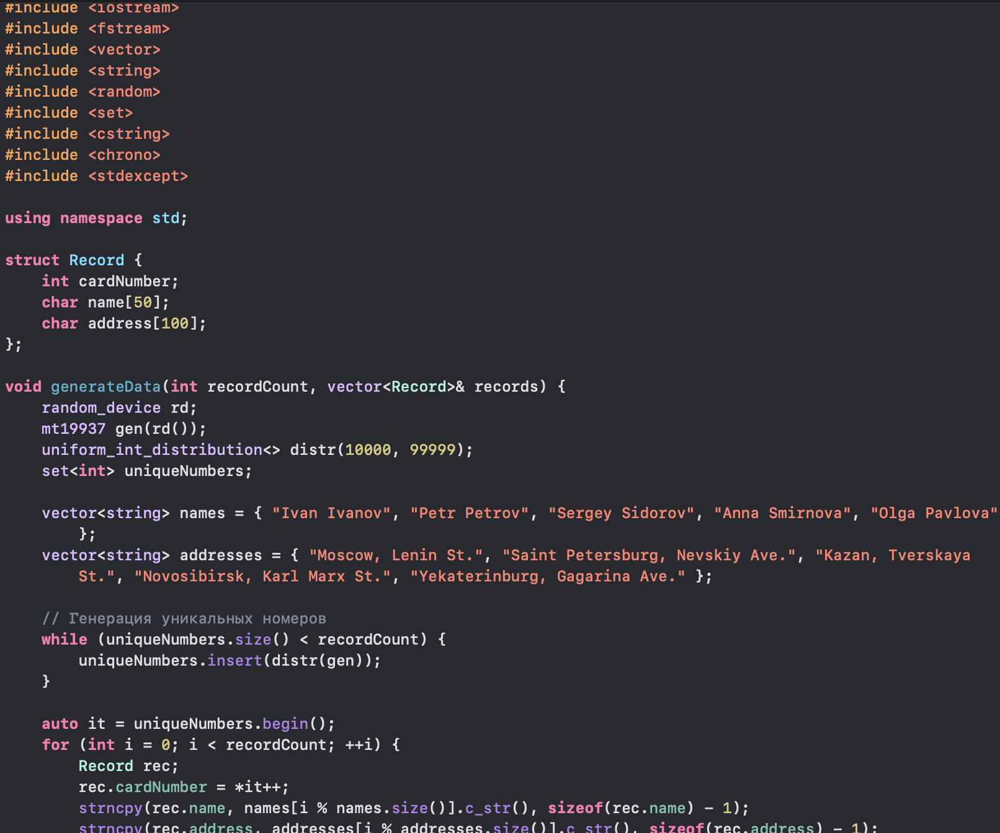 #include <iostream>
#include <fstream>
#include <vector>
#include <string>
#include <random>
#include <set>
#include <cstring>
#include <chrono>
#include <stdexcept>
using namespace std;
struct Record {
int cardNumber;
char name[50];
char address[100];
};
void generateData(int recordCount, vector<Record>& records) {
random_device rd;
mt19937 gen(rd());
uniform_int_distribution<> distr(10000, 99999);
set<int> uniqueNumbers;
vector<string> names = { "Ivan Ivanov", "Petr Petrov", "Sergey Sidorov", "Anna Smirnova", "Olga Pavlova"
};
vector<string> addresses = { "Moscow, Lenin St.", "Saint Petersburg, Nevskiy Ave.", "Kazan, Tverskaya
St.", "Novosibirsk, Karl Marx St.", "Yekaterinburg, Gagarina Ave." };
// Генерация уникальных номеров
while (uniqueNumbers.size() < recordCount) {
uniqueNumbers.insert(distr(gen));
}
auto it = uniqueNumbers.begin();
for (int i = 0; i < recordCount; ++i) {
Record rec;
rec.cardNumber = *it++;
strncpy(rec.name, names[i % names.size()].c_str(), sizeof(rec.name) - 1);
strncpy(rec.address, addresses[i % addresses.size()].c_str(), sizeof(rec.address) - 1);